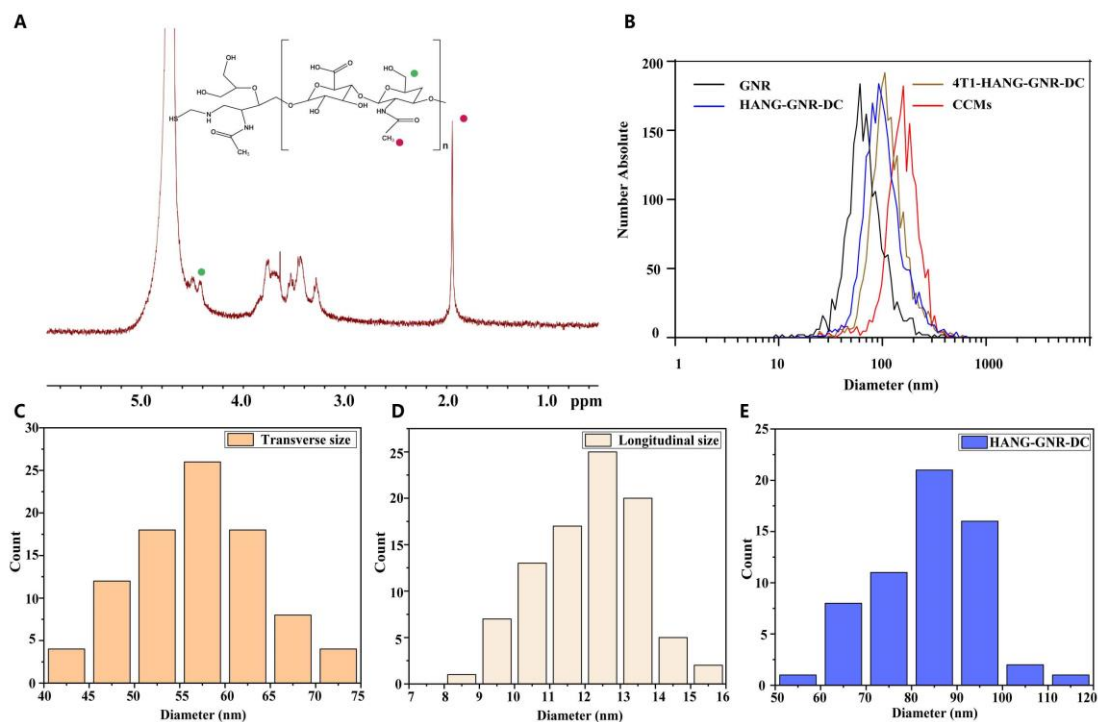 A
OH
HO
HS
N
H
NH
O
CH₃
O
HO
O
O
HO
OH
HO
O
O
HO
NH
O
CH₃
n
5.0 4.0 3.0 2.0 1.0 ppm
B
200
150
100
50
0
Number Absolute
GNR
HANG-GNR-DC
4T1-HANG-GNR-DC
CCMs
1 10 100 1000
Diameter (nm)
C
30
25
20
15
10
5
0
Count
Transverse size
40 45 50 55 60 65 70 75
Diameter (nm)
D
25
20
15
10
5
0
Count
Longitudinal size
7 8 9 10 11 12 13 14 15 16
Diameter (nm)
E
25
20
15
10
5
0
Count
HANG-GNR-DC
50 60 70 80 90 100 110 120
Diameter (nm)